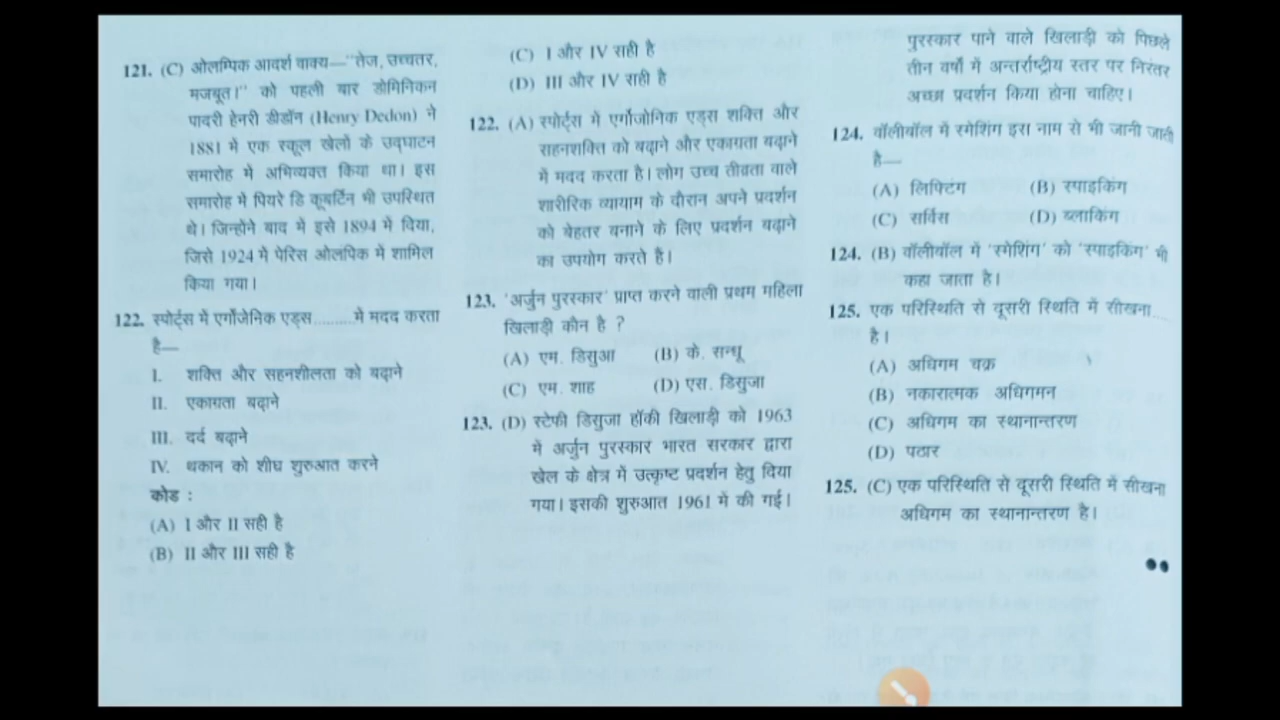 121. (C) ओलम्पिक आदर्श वाक्य—"तेज, उच्चतर,
मजबूत।" को पहली बार डोमिनिकन
पादरी हेनरी डीडॉन (Henry Dedon) ने
1881 में एक स्कूल खेलों के उद्घाटन
समारोह में अभिव्यक्त किया था। इस
समारोह में पियरे डि कूबर्टिन भी उपस्थित
थे। जिन्होंने बाद में इसे 1894 में दिया,
जिसे 1924 में पेरिस ओलंपिक में शामिल
किया गया।
122. स्पोर्ट्स में एर्गोजेनिक एड्स..........में मदद करता
है—
I. शक्ति और सहनशीलता को बढ़ाने
II. एकाग्रता बढ़ाने
III. दर्द बढ़ाने
IV. थकान को शीघ्र शुरुआत करने
कोड :
(A) I और II सही है
(B) II और III सही है
(C) I और IV सही है
(D) III और IV सही है
122. (A) स्पोर्ट्स में एर्गोजोनिक एड्स शक्ति और
सहनशक्ति को बढ़ाने और एकाग्रता बढ़ाने
में मदद करता है। लोग उच्च तीव्रता वाले
शारीरिक व्यायाम के दौरान अपने प्रदर्शन
को बेहतर बनाने के लिए प्रदर्शन बढ़ाने
का उपयोग करते हैं।
123. 'अर्जुन पुरस्कार' प्राप्त करने वाली प्रथम महिला
खिलाड़ी कौन है ?
(A) एम. डिसुआ (B) के. सन्धू
(C) एम. शाह (D) एस. डिसुजा
123. (D) स्टेफी डिसुजा हॉकी खिलाड़ी को 1963
में अर्जुन पुरस्कार भारत सरकार द्वारा
खेल के क्षेत्र में उत्कृष्ट प्रदर्शन हेतु दिया
गया। इसकी शुरुआत 1961 में की गई।
पुरस्कार पाने वाले खिलाड़ी को पिछले
तीन वर्षों में अन्तर्राष्ट्रीय स्तर पर निरंतर
अच्छा प्रदर्शन किया होना चाहिए।
124. वॉलीबॉल में स्मेशिंग इस नाम से भी जानी जाती
है—
(A) लिफ्टिंग (B) स्पाइकिंग
(C) सर्विस (D) ब्लाकिंग
124. (B) वॉलीबॉल में 'स्मेशिंग' को 'स्पाइकिंग' भी
कहा जाता है।
125. एक परिस्थिति से दूसरी स्थिति में सीखना....
है।
(A) अधिगम चक्र
(B) नकारात्मक अधिगमन
(C) अधिगम का स्थानान्तरण
(D) पठार
125. (C) एक परिस्थिति से दूसरी स्थिति में सीखना
अधिगम का स्थानान्तरण है।